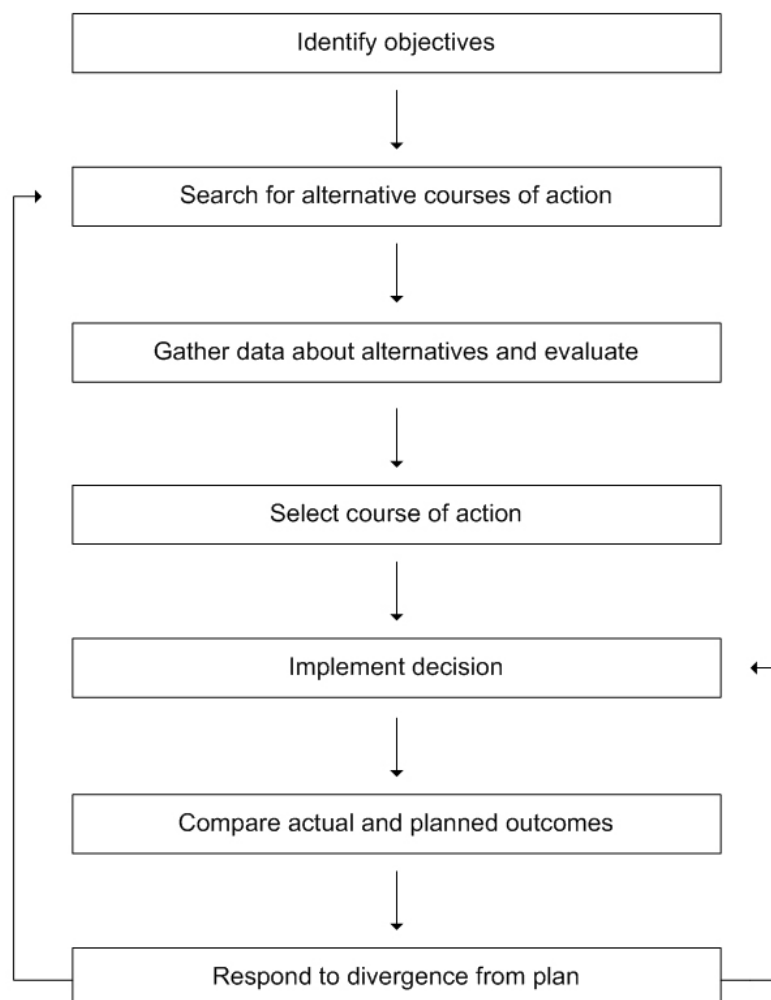 Identify objectives
Search for alternative courses of action
Gather data about alternatives and evaluate
Select course of action
Implement decision
Compare actual and planned outcomes
Respond to divergence from plan